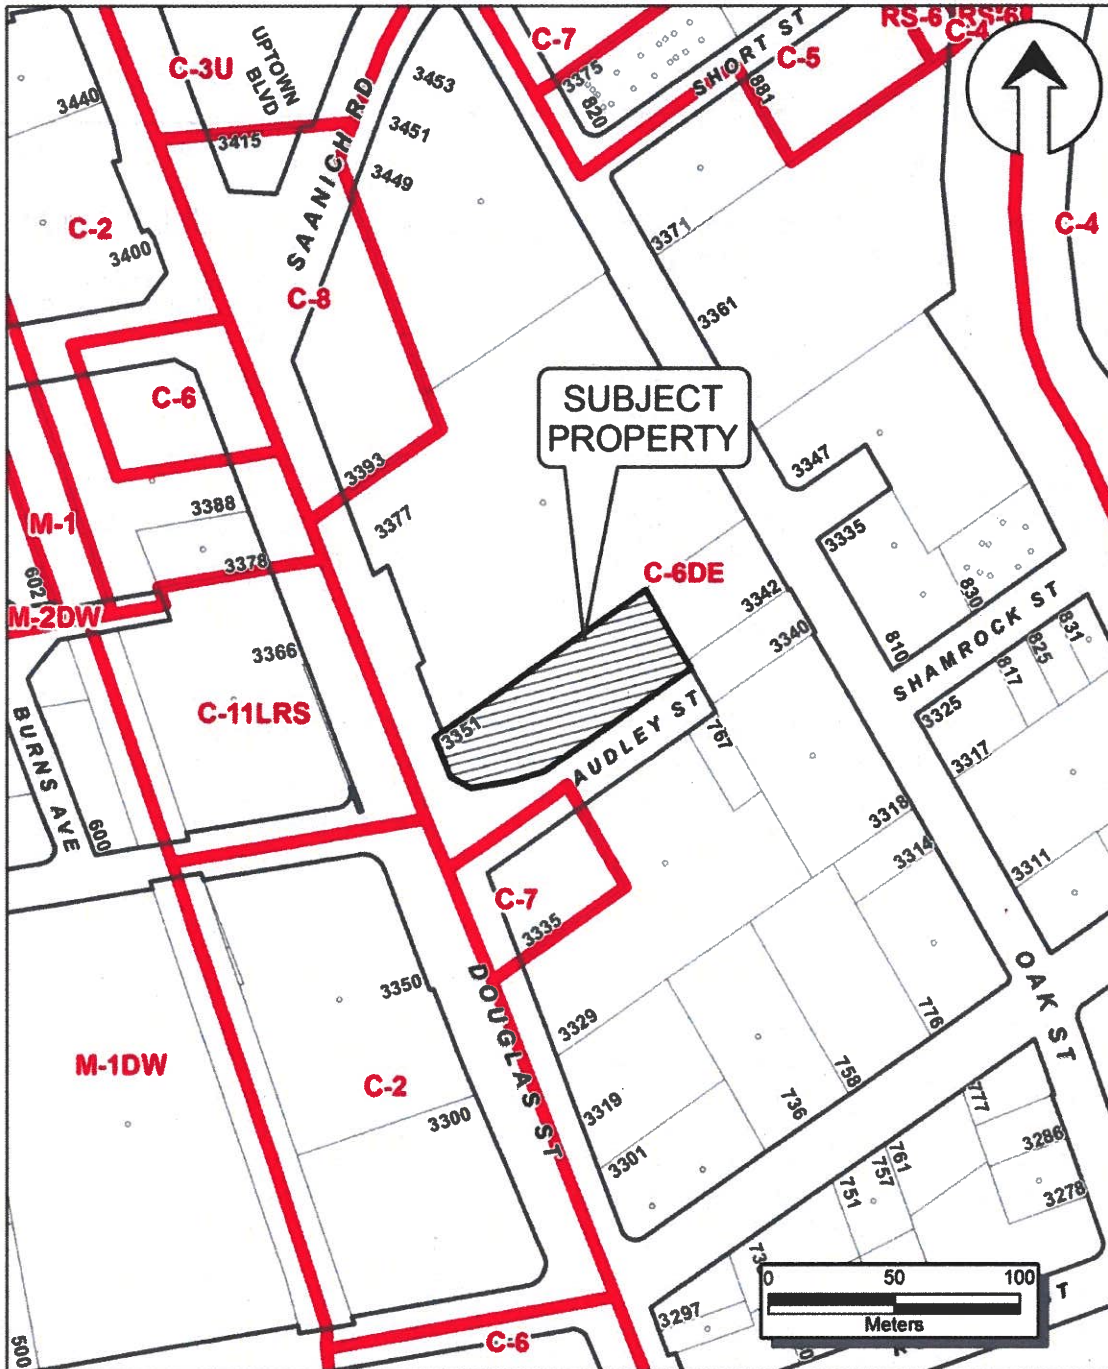 RS-6
RS-6
C-4
C-7
SHORT ST
C-5
3375
820
881
UPTOWN
BLVD
C-3U
3453
3440
3451
3415
3449
SAANICH RD
C-2
3400
C-8
3371
C-4
3361
SUBJECT
PROPERTY
C-6
3393
3347
3388
3377
M-1
3335
3378
602
C-6DE
3342
830
M-2DW
3340
810
SHAMROCK ST
831
825
817
3366
C-11LRS
3351
3325
BURNS AVE
AUDLEY ST
767
3317
600
3318
3314
3311
C-7
3335
DOUGLAS ST
3350
OAK ST
3329
776
M-1DW
C-2
758
736
3319
777
3300
3301
3286
761
757
751
3278
3297
0 50 100
Meters
T
C-6
500